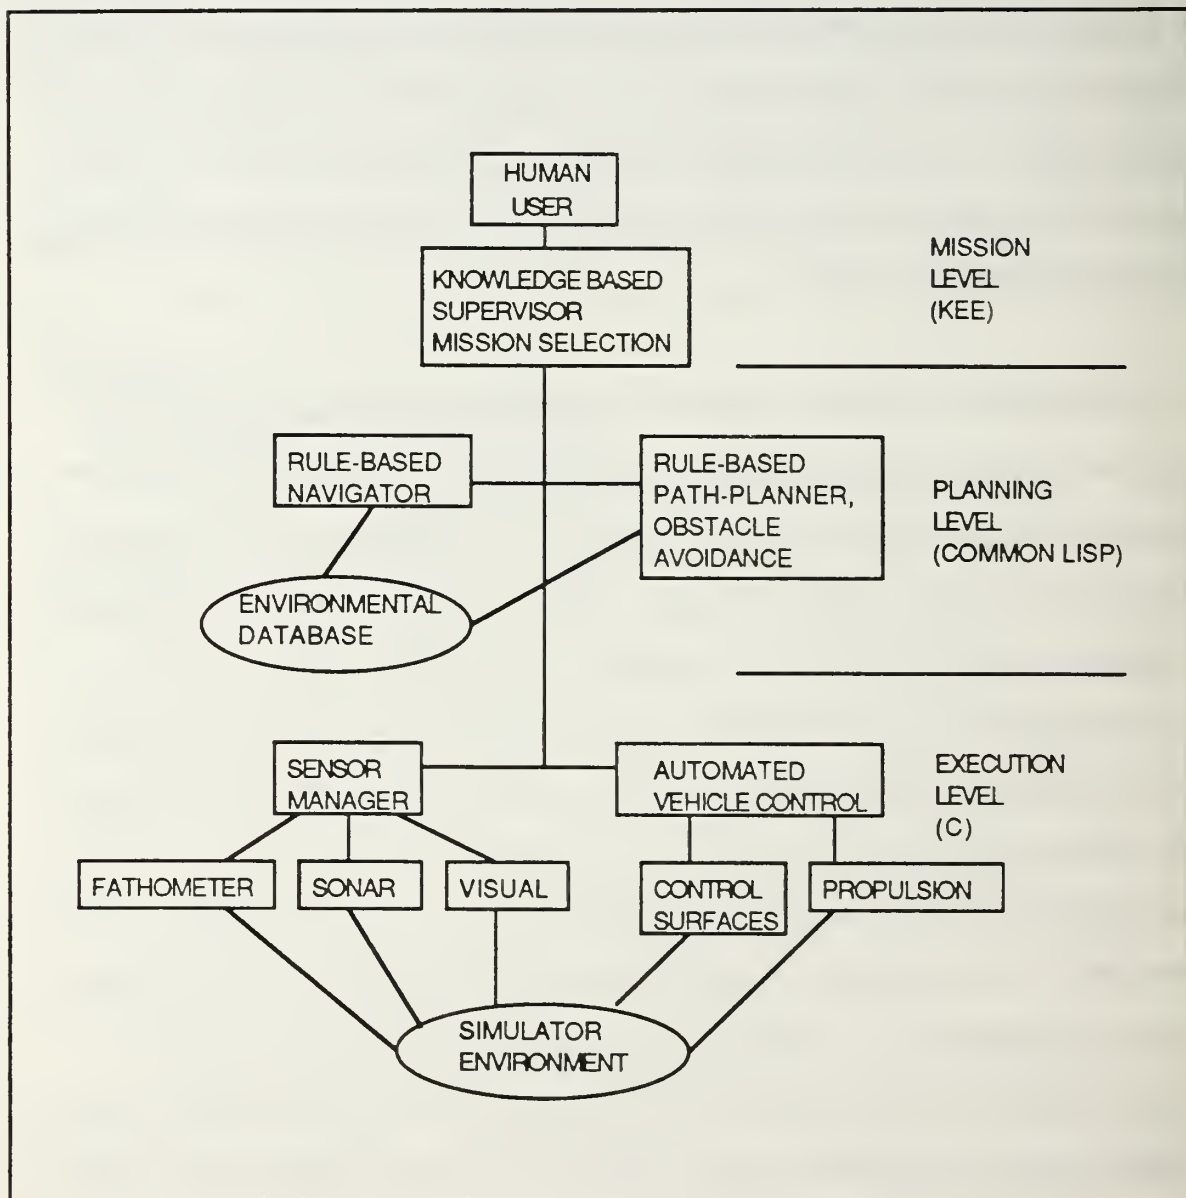 HUMAN
USER
KNOWLEDGE BASED
SUPERVISOR
MISSION SELECTION
MISSION
LEVEL
(KEE)
RULE-BASED
NAVIGATOR
RULE-BASED
PATH-PLANNER,
OBSTACLE
AVOIDANCE
PLANNING
LEVEL
(COMMON LISP)
ENVIRONMENTAL
DATABASE
SENSOR
MANAGER
AUTOMATED
VEHICLE CONTROL
EXECUTION
LEVEL
(C)
FATHOMETER
SONAR
VISUAL
CONTROL
SURFACES
PROPULSION
SIMULATOR
ENVIRONMENT